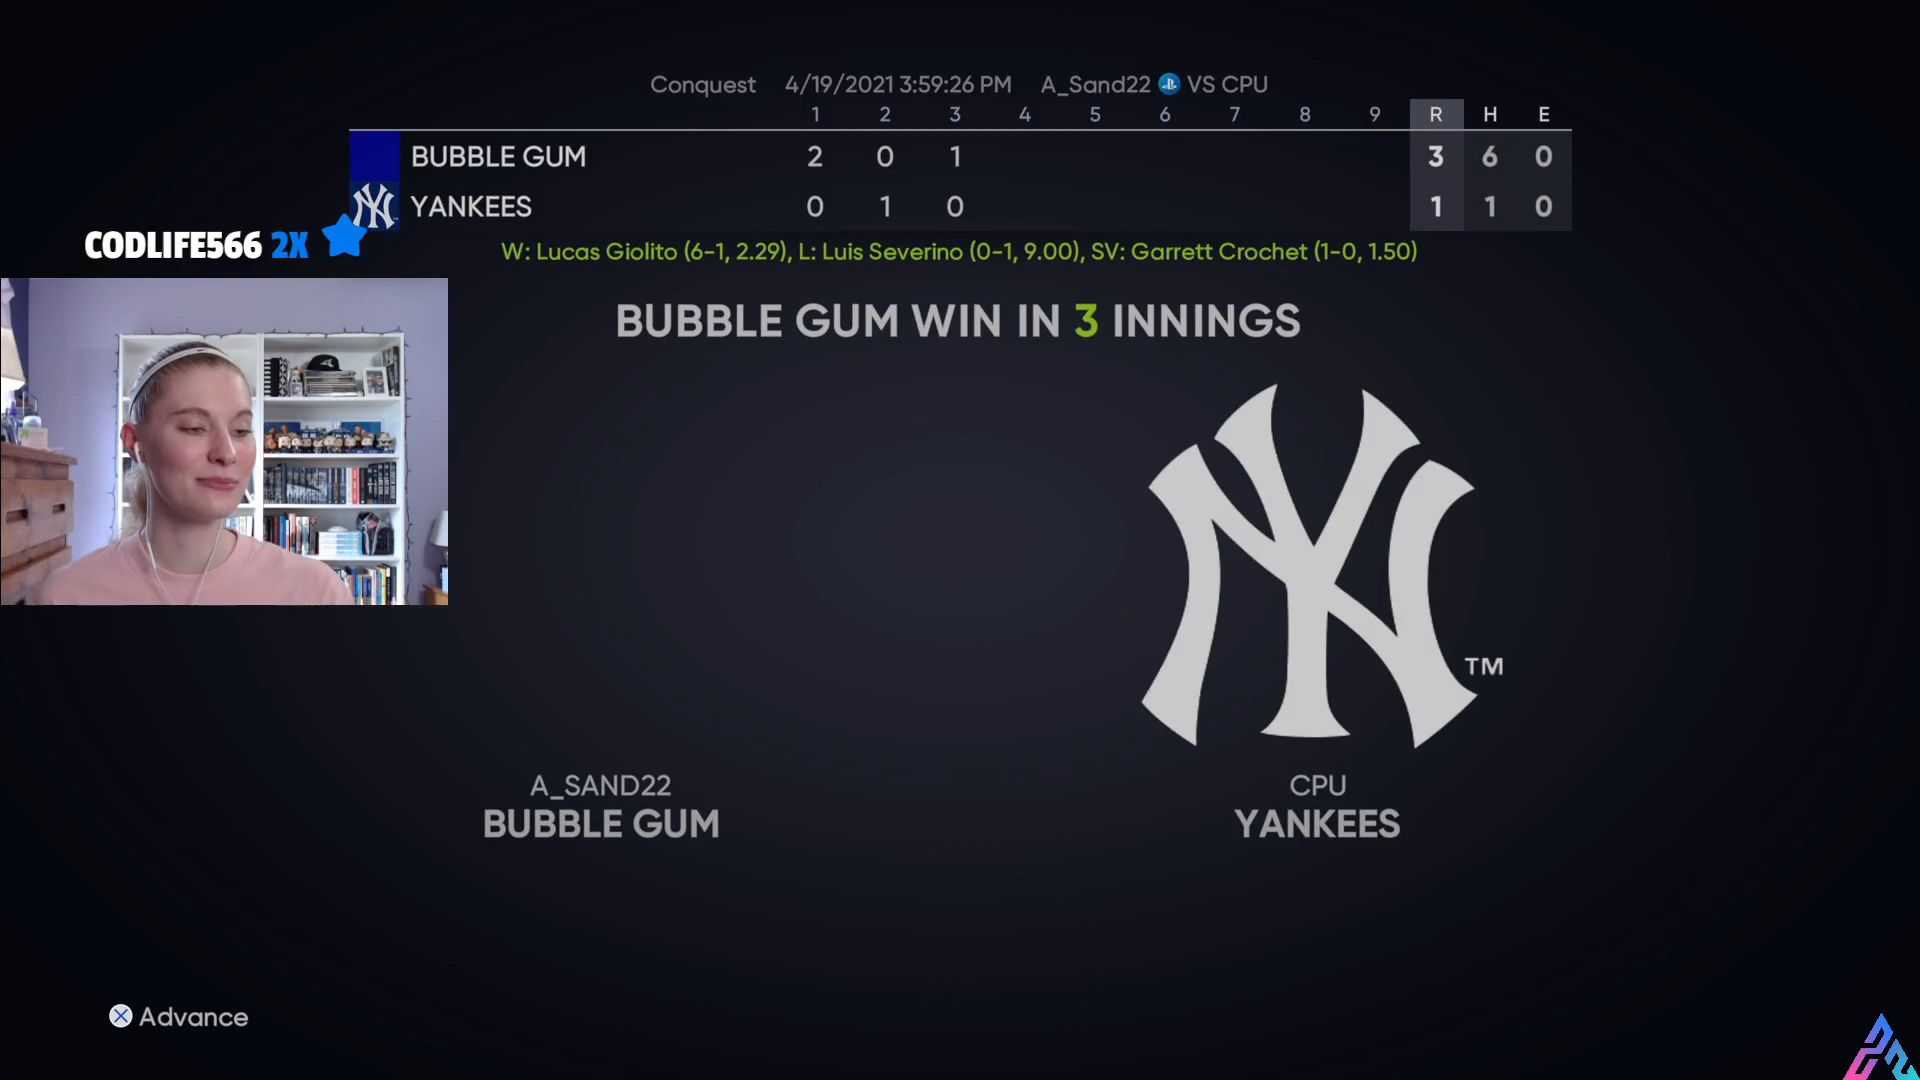 Conquest 4/19/2021 3:59:26 PM A_Sand22 VS CPU
1 2 3 4 5 6 7 8 9 R H E
BUBBLE GUM 2 0 1 3 6 0
YANKEES 0 1 0 1 1 0
CODLIFE566 2X
W: Lucas Giolito (6-1, 2.29), L: Luis Severino (0-1, 9.00), SV: Garrett Crochet (1-0, 1.50)
BUBBLE GUM WIN IN 3 INNINGS
NY
TM
A_SAND22
BUBBLE GUM
CPU
YANKEES
Advance